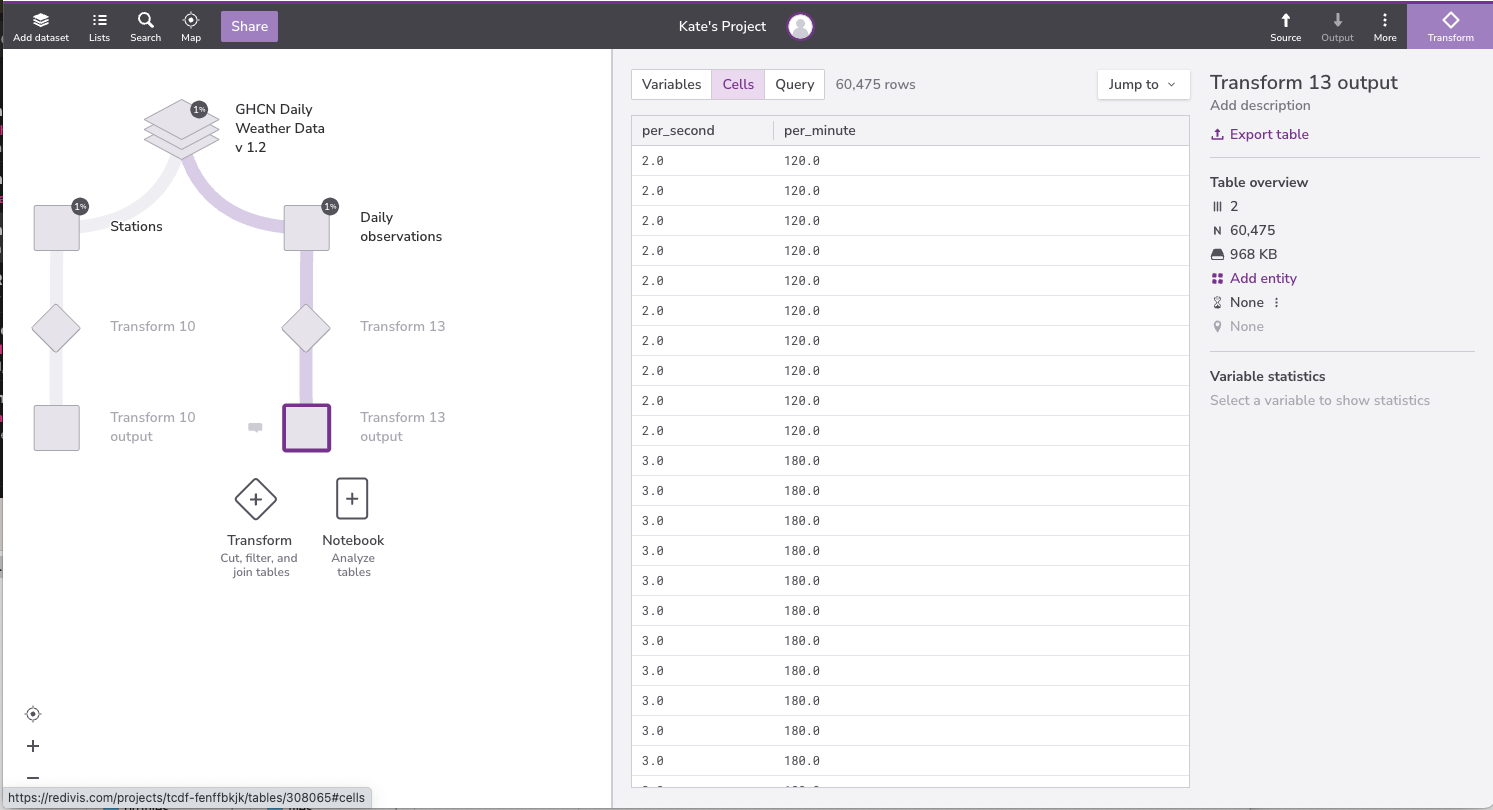 Add dataset
Lists
Search
Map
Share
Kate's Project
Source
Output
More
Transform
GHCN Daily
Weather Data
v 1.2
1%
1%
Stations
1%
Daily
observations
Transform 10
Transform 13
Transform 10
output
Transform 13
output
Transform
Cut, filter, and
join tables
Notebook
Analyze
tables
https://redivis.com/projects/tcdf-fenffbkjk/tables/308065#cells
Variables
Cells
Query
60,475 rows
Jump to
per_second per_minute
2.0 120.0
2.0 120.0
2.0 120.0
2.0 120.0
2.0 120.0
2.0 120.0
2.0 120.0
2.0 120.0
2.0 120.0
2.0 120.0
3.0 180.0
3.0 180.0
3.0 180.0
3.0 180.0
3.0 180.0
3.0 180.0
3.0 180.0
3.0 180.0
3.0 180.0
3.0 180.0
3.0 180.0
Transform 13 output
Add description
Export table
Table overview
2
N 60,475
968 KB
Add entity
None
None
Variable statistics
Select a variable to show statistics